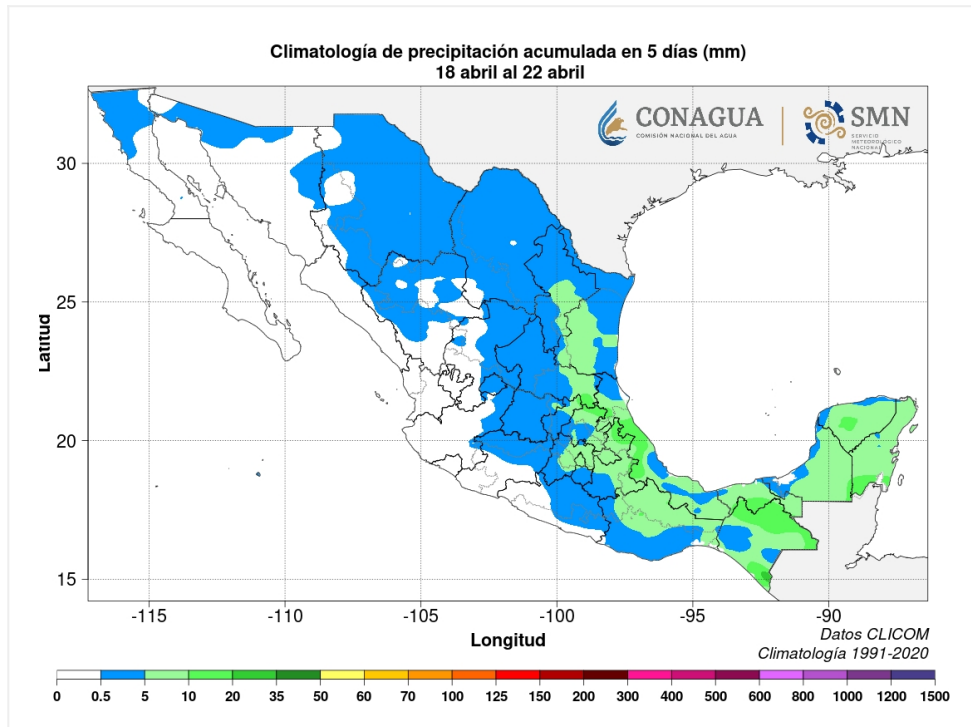 Climatología de precipitación acumulada en 5 días (mm)
18 abril al 22 abril
CONAGUA
COMISIÓN NACIONAL DEL AGUA
SMN
SERVICIO
METEOROLÓGICO
NACIONAL
30
25
20
15
Latitud
-115 -110 -105 -100 -95 -90
Longitud
Datos CLICOM
Climatología 1991-2020
0 0.5 5 10 20 35 50 60 70 100 125 150 200 300 400 500 600 700 800 1000 1200 1500